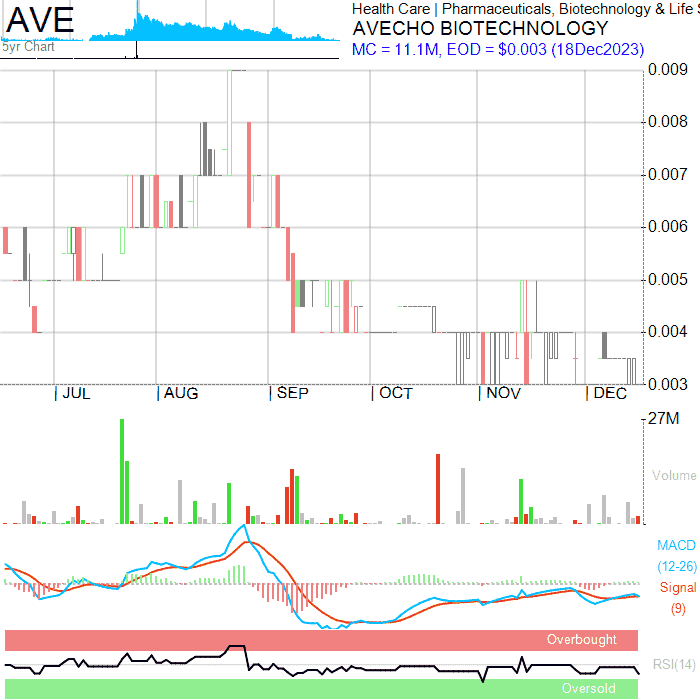 AVE
5yr Chart
Health Care | Pharmaceuticals, Biotechnology & Life S
AVECHO BIOTECHNOLOGY
MC = 11.1M, EOD = $0.003 (18Dec2023)
0.009
0.008
0.007
0.006
0.005
0.004
0.003
| JUL | AUG | SEP | OCT | NOV | DEC
27M
Volume
MACD
(12-26)
Signal
(9)
Overbought
RSI(14)
Oversold